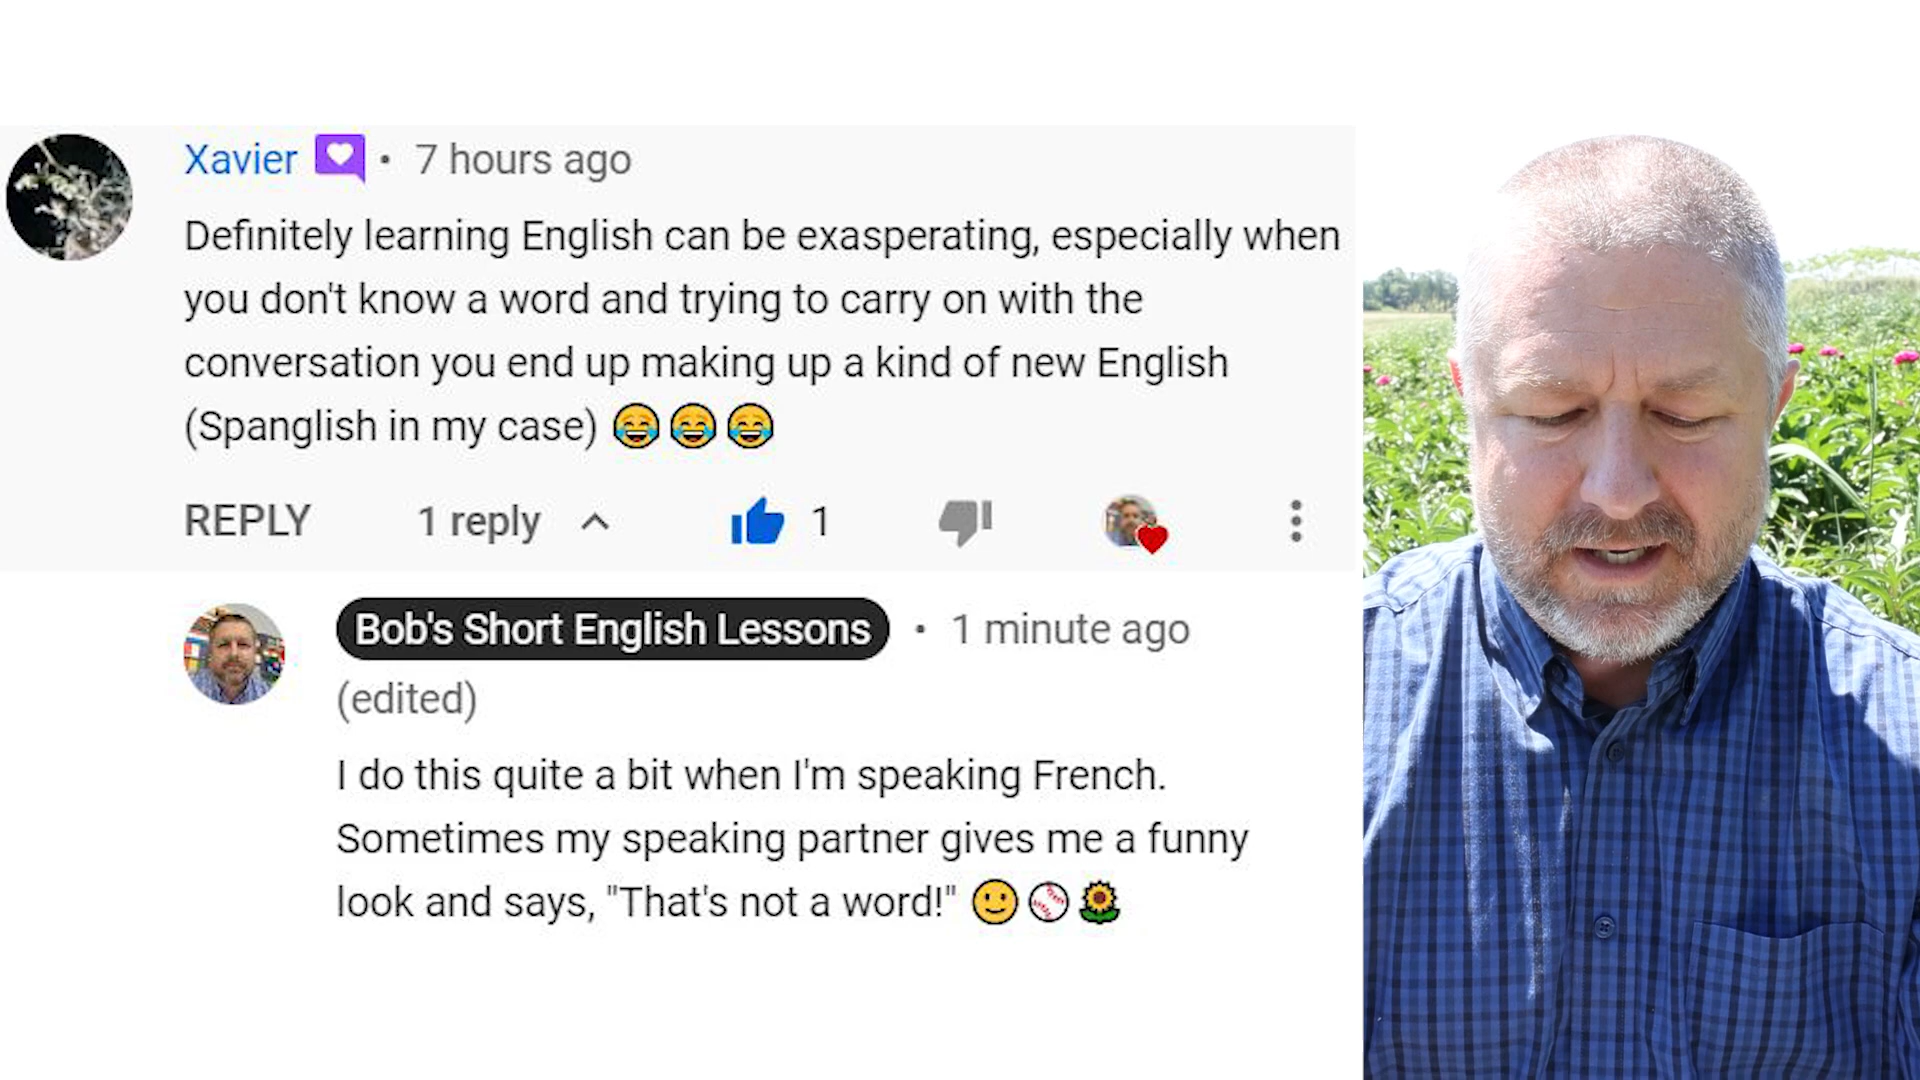 Xavier • 7 hours ago
Definitely learning English can be exasperating, especially when
you don't know a word and trying to carry on with the
conversation you end up making up a kind of new English
(Spanglish in my case) 😂😂😂
REPLY 1 reply 1
Bob's Short English Lessons • 1 minute ago
(edited)
I do this quite a bit when I'm speaking French.
Sometimes my speaking partner gives me a funny
look and says, "That's not a word!" 🙂⚾🌻